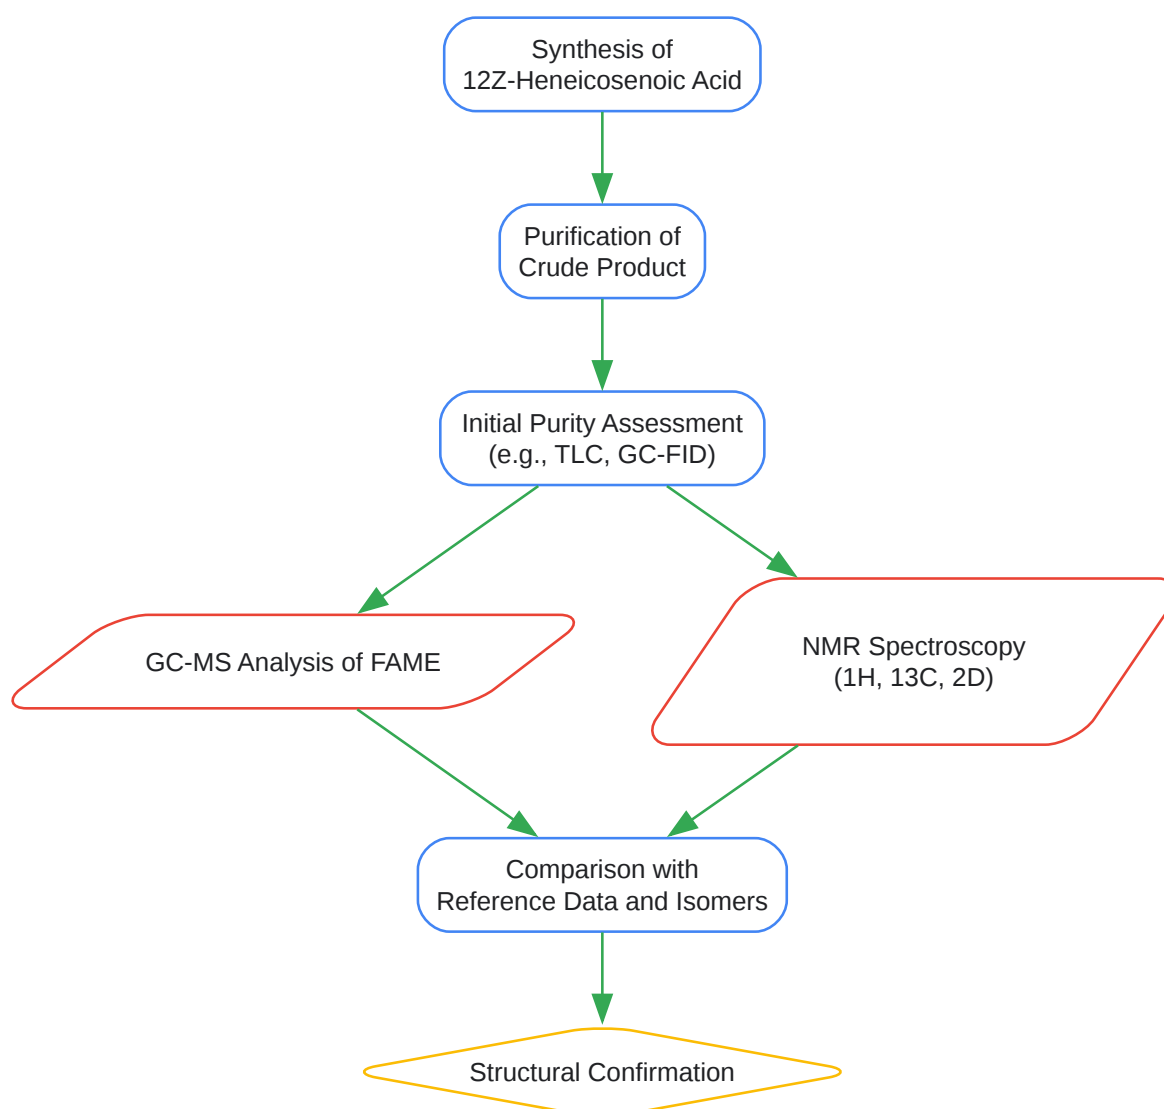 Synthesis of
12Z-Heneicosenoic Acid
Purification of
Crude Product
Initial Purity Assessment
(e.g., TLC, GC-FID)
GC-MS Analysis of FAME
NMR Spectroscopy
(1H, 13C, 2D)
Comparison with
Reference Data and Isomers
Structural Confirmation